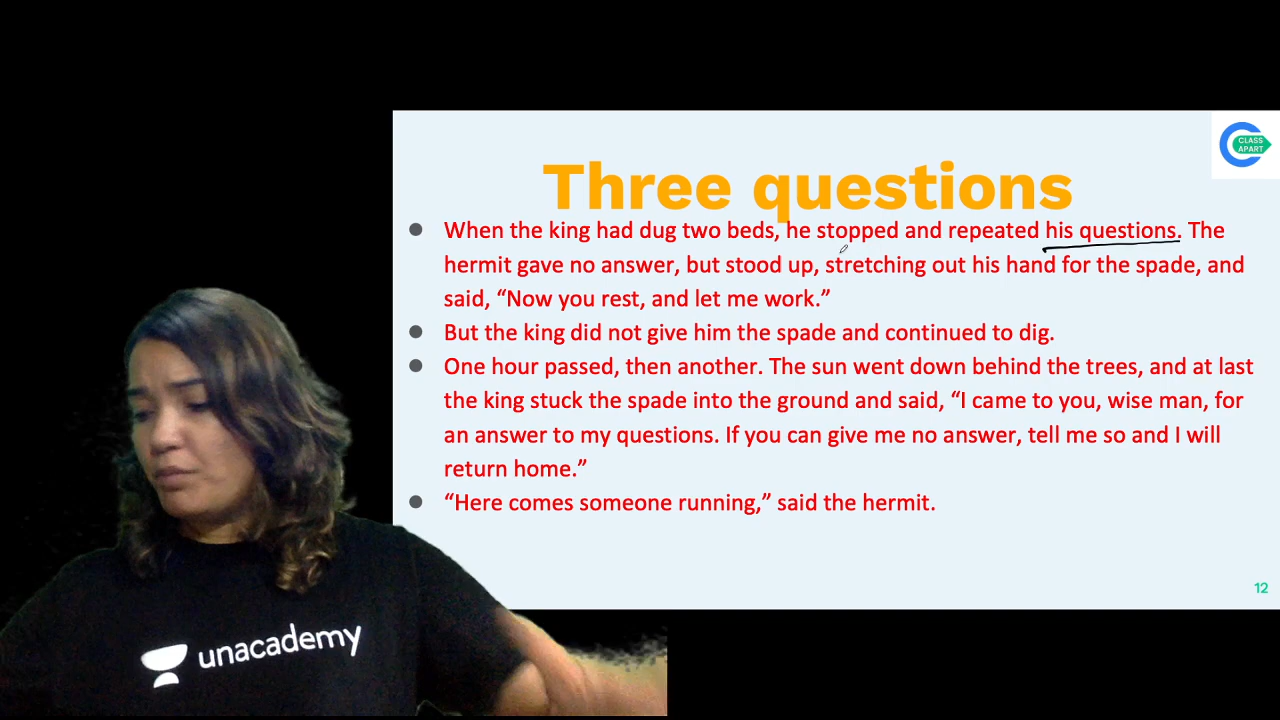 CLASS
APART
Three questions
● When the king had dug two beds, he stopped and repeated his questions. The
hermit gave no answer, but stood up, stretching out his hand for the spade, and
said, “Now you rest, and let me work.”
● But the king did not give him the spade and continued to dig.
● One hour passed, then another. The sun went down behind the trees, and at last
the king stuck the spade into the ground and said, “I came to you, wise man, for
an answer to my questions. If you can give me no answer, tell me so and I will
return home.”
● “Here comes someone running,” said the hermit.
12
unacademy